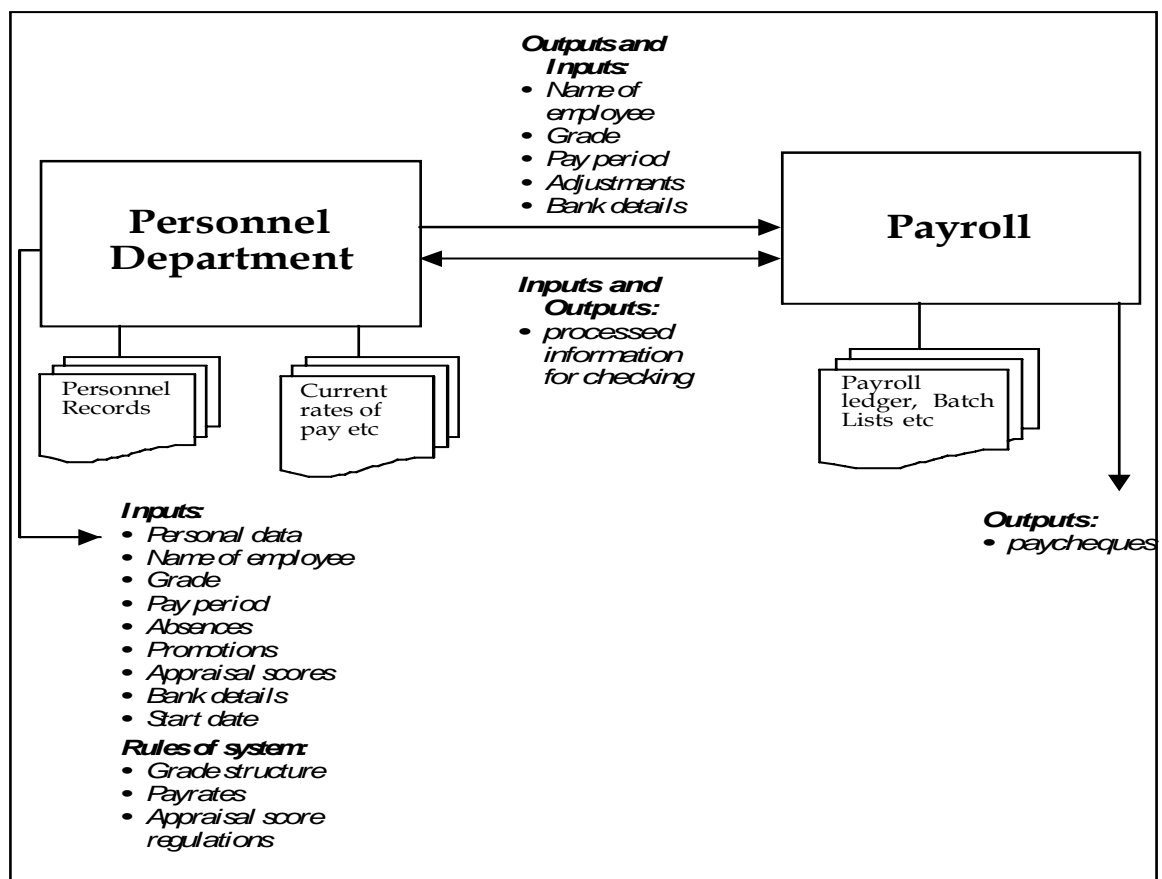 Outputs and
Inputs:
• Name of
employee
• Grade
• Pay period
• Adjustments
• Bank details
Personnel
Department
Payroll
Inputs and
Outputs:
• processed
information
for checking
Personnel
Records
Current
rates of
pay etc
Payroll
ledger, Batch
Lists etc
Inputs:
• Personal data
• Name of employee
• Grade
• Pay period
• Absences
• Promotions
• Appraisal scores
• Bank details
• Start date
Rules of system:
• Grade structure
• Payrates
• Appraisal score
regulations
Outputs:
• paycheques